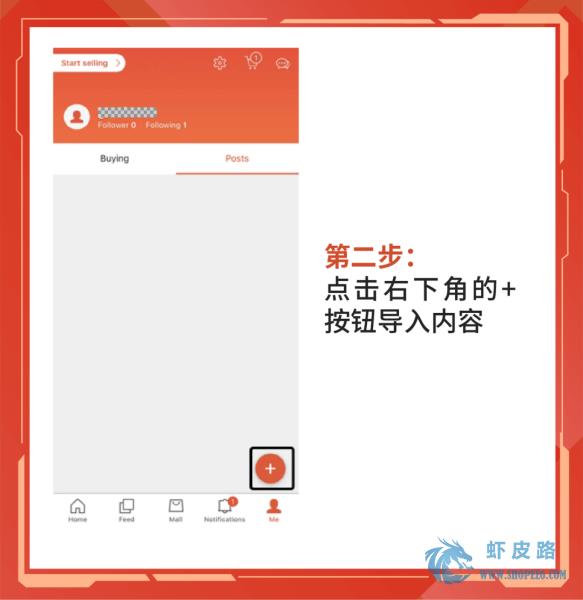 Start selling
1
Follower 0 Following 1
Buying Posts
第二步：
点击右下角的+
按钮导入内容
+
1
Home Feed Mall Notifications Me
虾皮路
WWW.SHOPEE6.COM